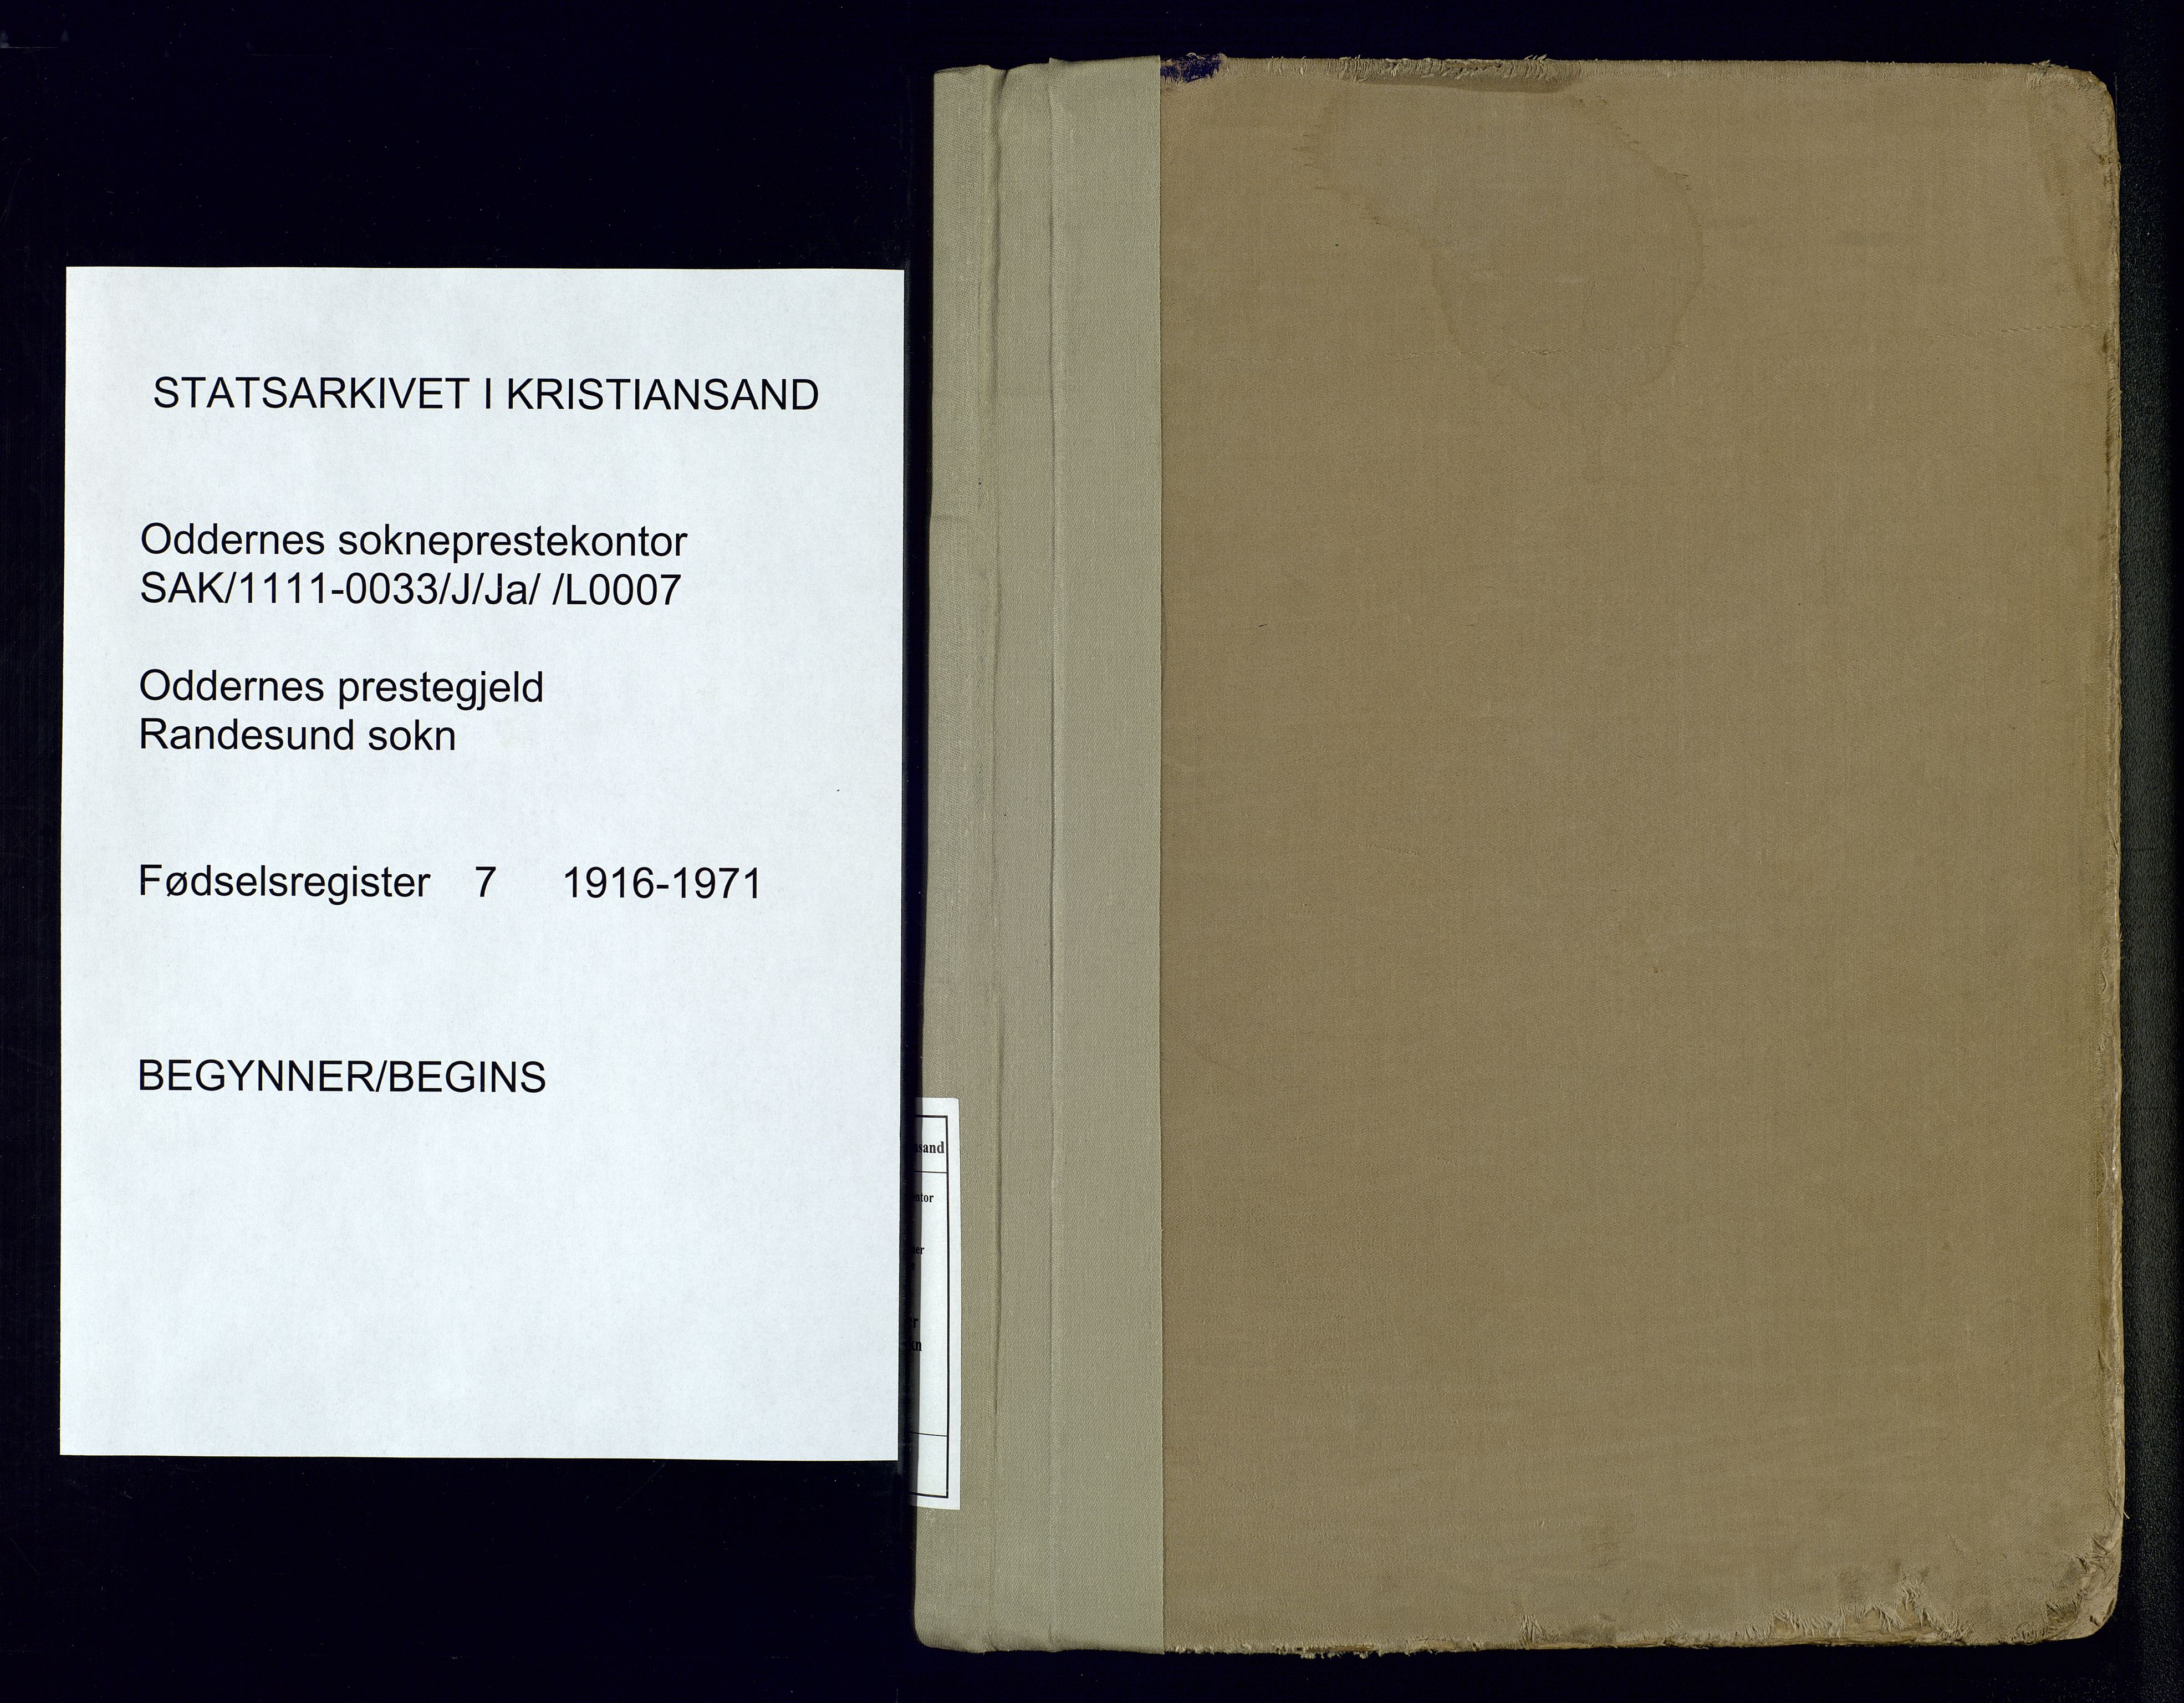 STATSARKIVET I KRISTIANSAND
Oddernes sokneprestekontor
SAK/1111-0033/J/Ja/ /L0007
Oddernes prestegjeld
Randesund sokn
Fødselsregister 7 1916-1971
BEGYNNER/BEGINS